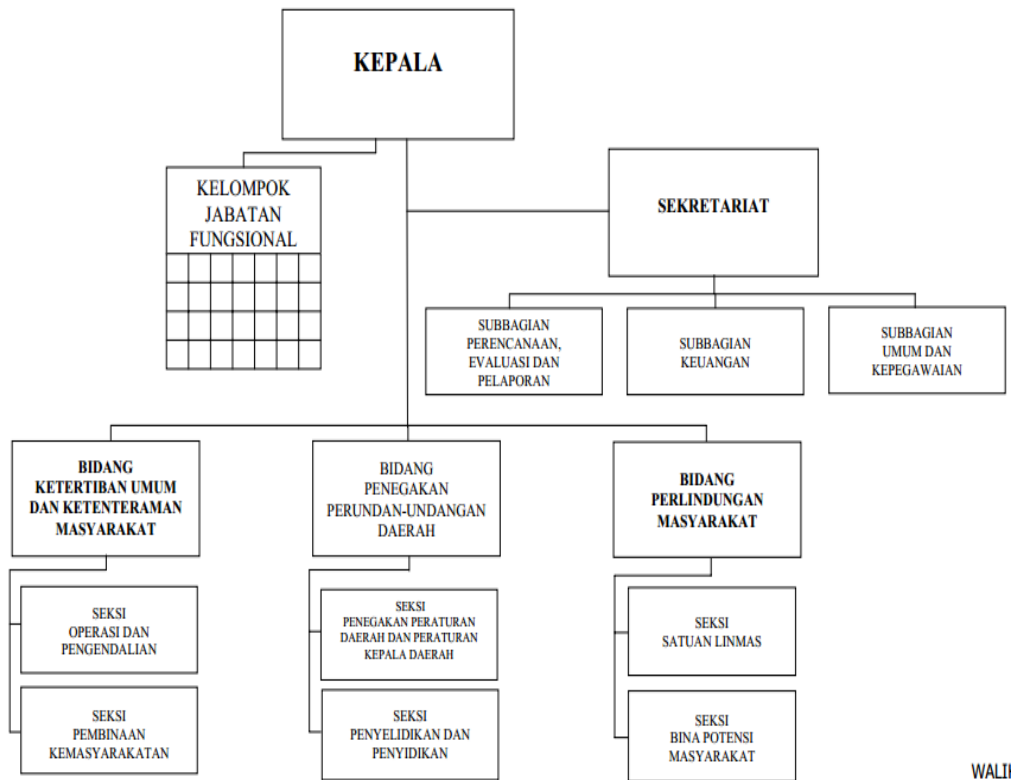 KEPALA
KELOMPOK
JABATAN
FUNGSIONAL
SEKRETARIAT
SUBBAGIAN
PERENCANAAN,
EVALUASI DAN
PELAPORAN
SUBBAGIAN
KEUANGAN
SUBBAGIAN
UMUM DAN
KEPEGAWAIAN
BIDANG
KETERTIBAN UMUM
DAN KETENTERAMAN
MASYARAKAT
BIDANG
PENEGAKAN
PERUNDAN-UNDANGAN
DAERAH
BIDANG
PERLINDUNGAN
MASYARAKAT
SEKSI
OPERASI DAN
PENGENDALIAN
SEKSI
PENEGAKAN PERATURAN
DAERAH DAN PERATURAN
KEPALA DAERAH
SEKSI
SATUAN LINMAS
SEKSI
PEMBINAAN
KEMASYARAKATAN
SEKSI
PENYELIDIKAN DAN
PENYIDIKAN
SEKSI
BINA POTENSI
MASYARAKAT